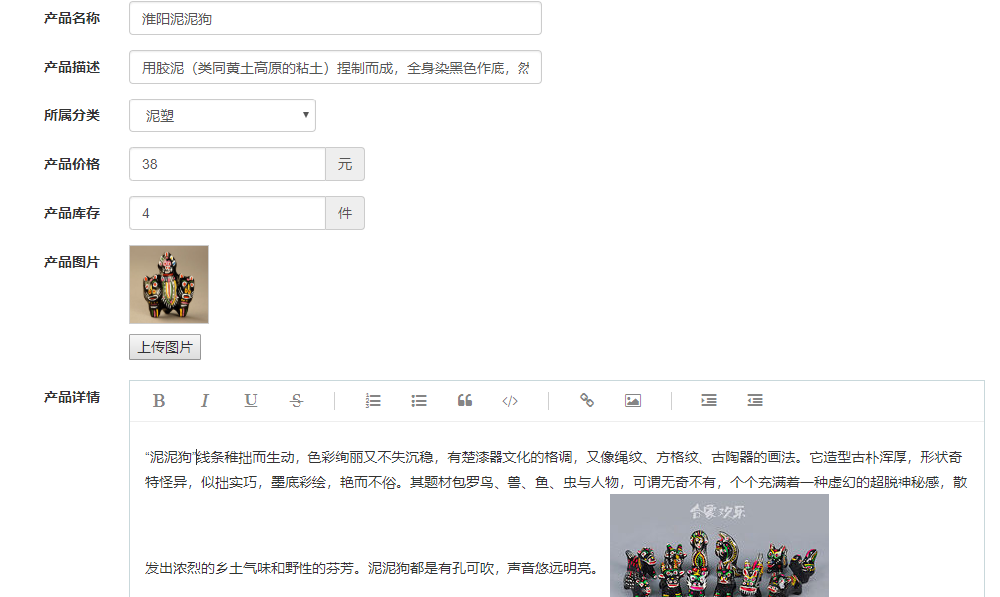 产品名称 淮阳泥泥狗
产品描述 用胶泥（类同黄土高原的粘土）捏制而成，全身染黑色作底，然
所属分类 泥塑
产品价格 38 元
产品库存 4 件
产品图片
上传图片
产品详情 B I U S
“泥泥狗”线条稚拙而生动，色彩绚丽又不失沉稳，有楚漆器文化的格调，又像绳纹、方格纹、古陶器的画法。它造型古朴浑厚，形状奇
特怪异，似拙实巧，墨底彩绘，艳而不俗。其题材包罗鸟、兽、鱼、虫与人物，可谓无奇不有，个个充满着一种虚幻的超脱神秘感，散
合家欢乐
发出浓烈的乡土气味和野性的芬芳。泥泥狗都是有孔可吹，声音悠远明亮。